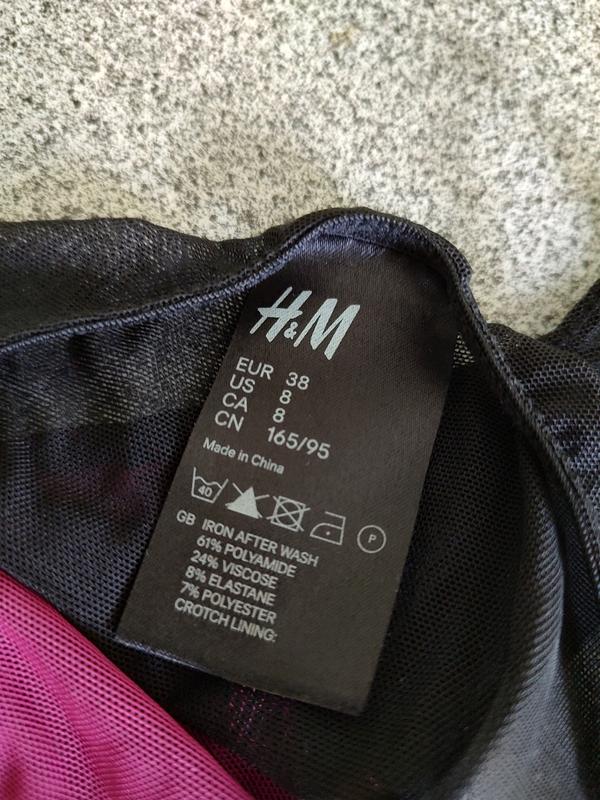 H&M
EUR 38
US 8
CA 8
CN 165/95
Made in China
40
P
GB IRON AFTER WASH
61% POLYAMIDE
24% VISCOSE
8% ELASTANE
7% POLYESTER
CROTCH LINING: